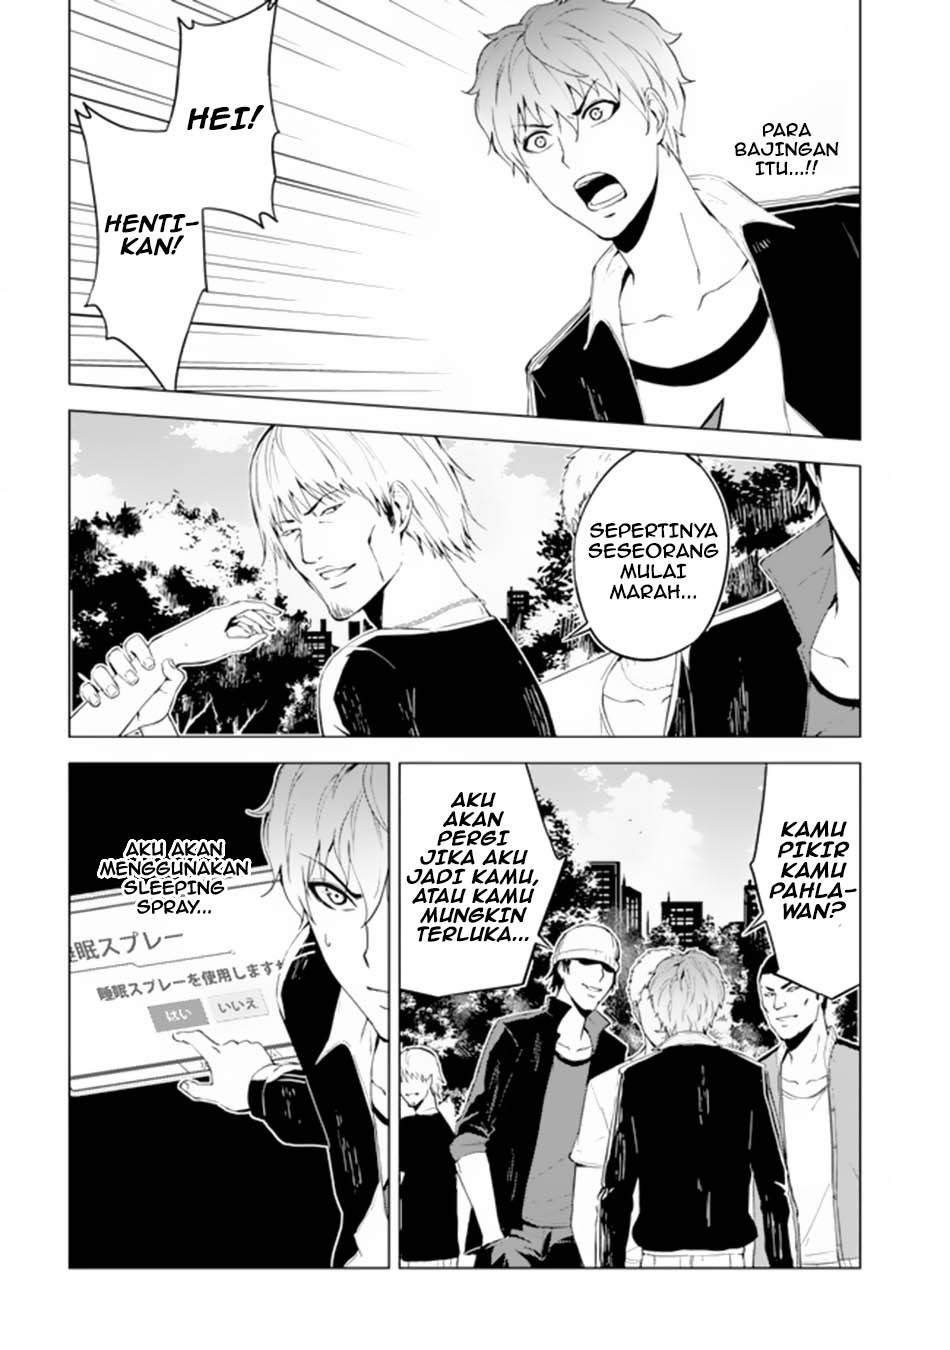 PARA
BAJINGAN
ITU...!!
HEI!
HENTI-
KAN!
SEPERTINYA
SESEORANG
MULAI
MARAH...
KAMU
PIKIR
KAMU
PAHLA-
WAN?
AKU
AKAN
PERGI
JIKA AKU
JADI KAMU,
ATAU KAMU
MUNGKIN
TERLUKA...
AKU AKAN
MENGGUNAKAN
SLEEPING
SPRAY...
睡眠スプレー
睡眠スプレーを使用しますか
はい いいえ